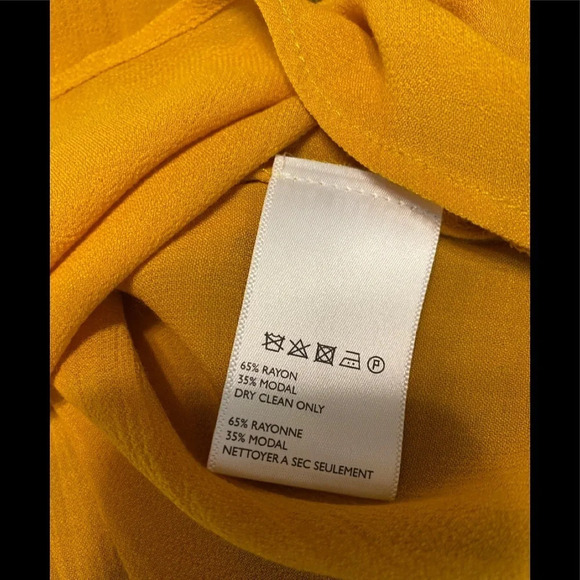 P
65% RAYON
35% MODAL
DRY CLEAN ONLY
65% RAYONNE
35% MODAL
NETTOYER A SEC SEULEMENT